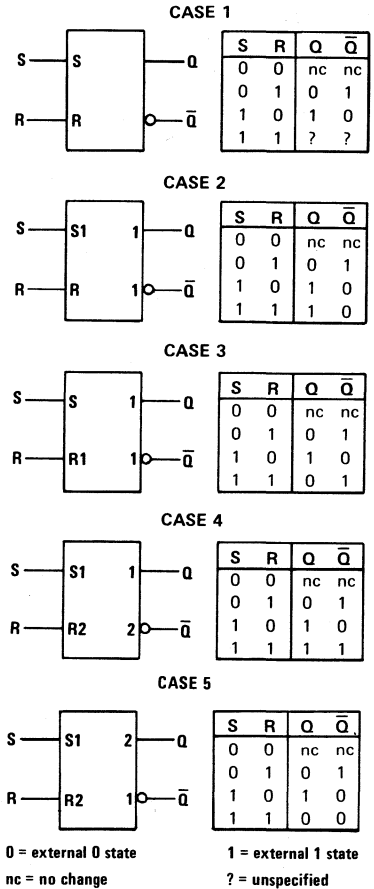 CASE 1
S S Q
R R Q̅
S R Q Q̅
0 0 nc nc
0 1 0 1
1 0 1 0
1 1 ? ?
CASE 2
S S1 1 Q
R R 1 Q̅
S R Q Q̅
0 0 nc nc
0 1 0 1
1 0 1 0
1 1 1 0
CASE 3
S S 1 Q
R R1 1 Q̅
S R Q Q̅
0 0 nc nc
0 1 0 1
1 0 1 0
1 1 0 1
CASE 4
S S1 1 Q
R R2 2 Q̅
S R Q Q̅
0 0 nc nc
0 1 0 1
1 0 1 0
1 1 1 1
CASE 5
S S1 2 Q
R R2 1 Q̅
S R Q Q̅
0 0 nc nc
0 1 0 1
1 0 1 0
1 1 0 0
0 = external 0 state 1 = external 1 state
nc = no change ? = unspecified